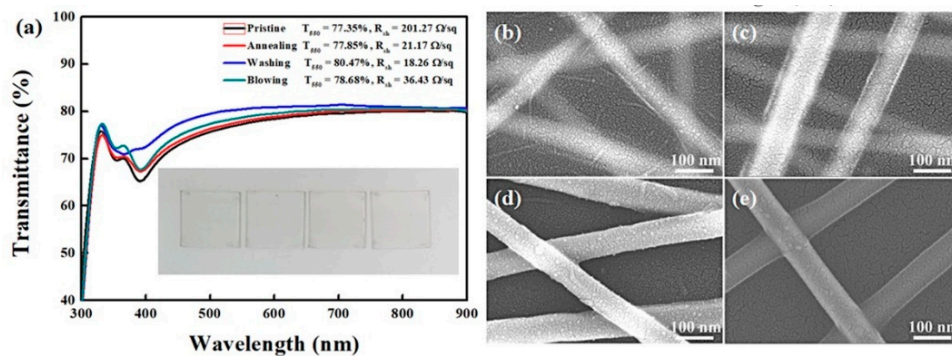 (a)
Pristine T550 = 77.35%, Rsh = 201.27 Ω/sq
Annealing T550 = 77.85%, Rsh = 21.17 Ω/sq
Washing T550 = 80.47%, Rsh = 18.26 Ω/sq
Blowing T550 = 78.68%, Rsh = 36.43 Ω/sq
Transmittance (%)
100
90
80
70
60
50
40
300 400 500 600 700 800 900
Wavelength (nm)
(b)
100 nm
(c)
100 nm
(d)
100 nm
(e)
100 nm